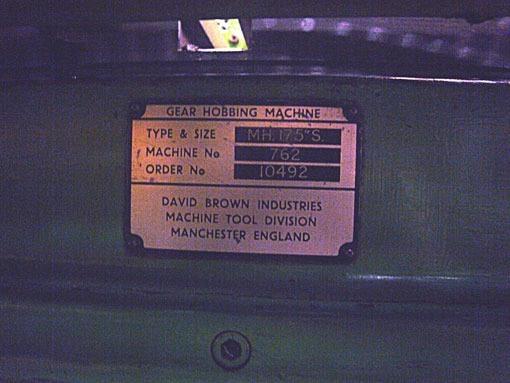 GEAR HOBBING MACHINE
TYPE & SIZE MH.175"S.
MACHINE No 762
ORDER No 10492
DAVID BROWN INDUSTRIES
MACHINE TOOL DIVISION
MANCHESTER ENGLAND